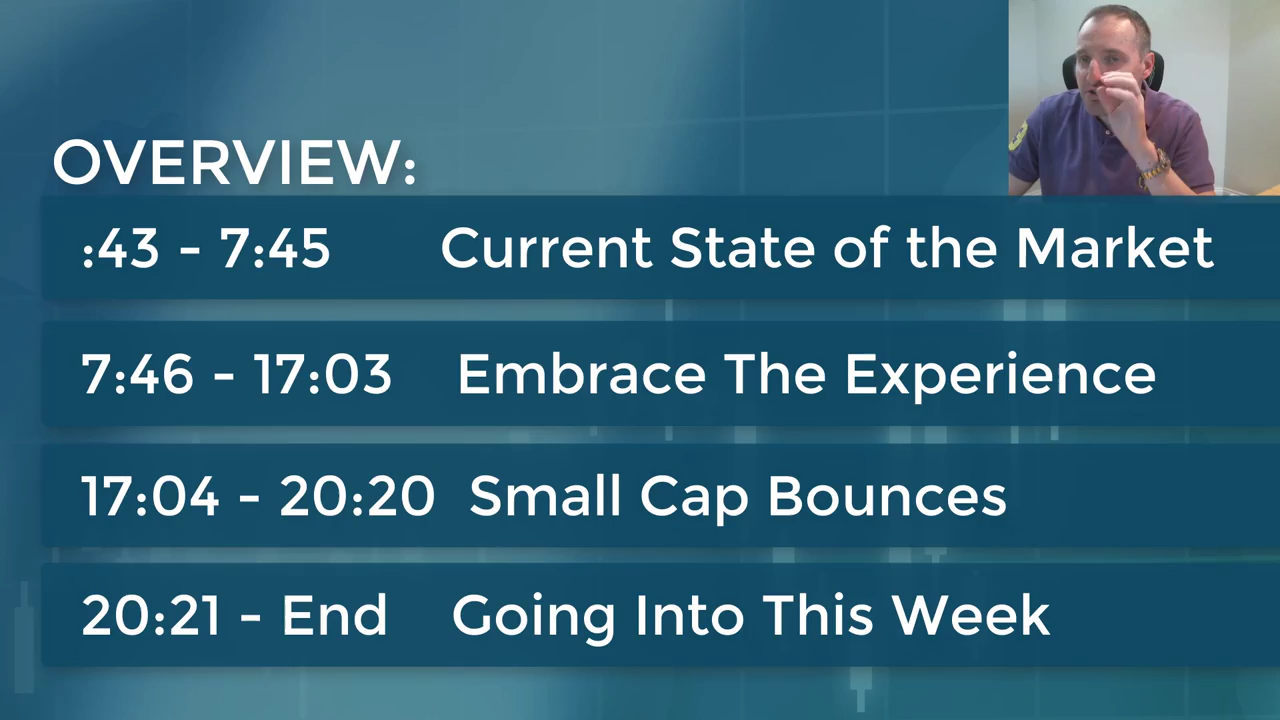 OVERVIEW:
:43 - 7:45 Current State of the Market
7:46 - 17:03 Embrace The Experience
17:04 - 20:20 Small Cap Bounces
20:21 - End Going Into This Week